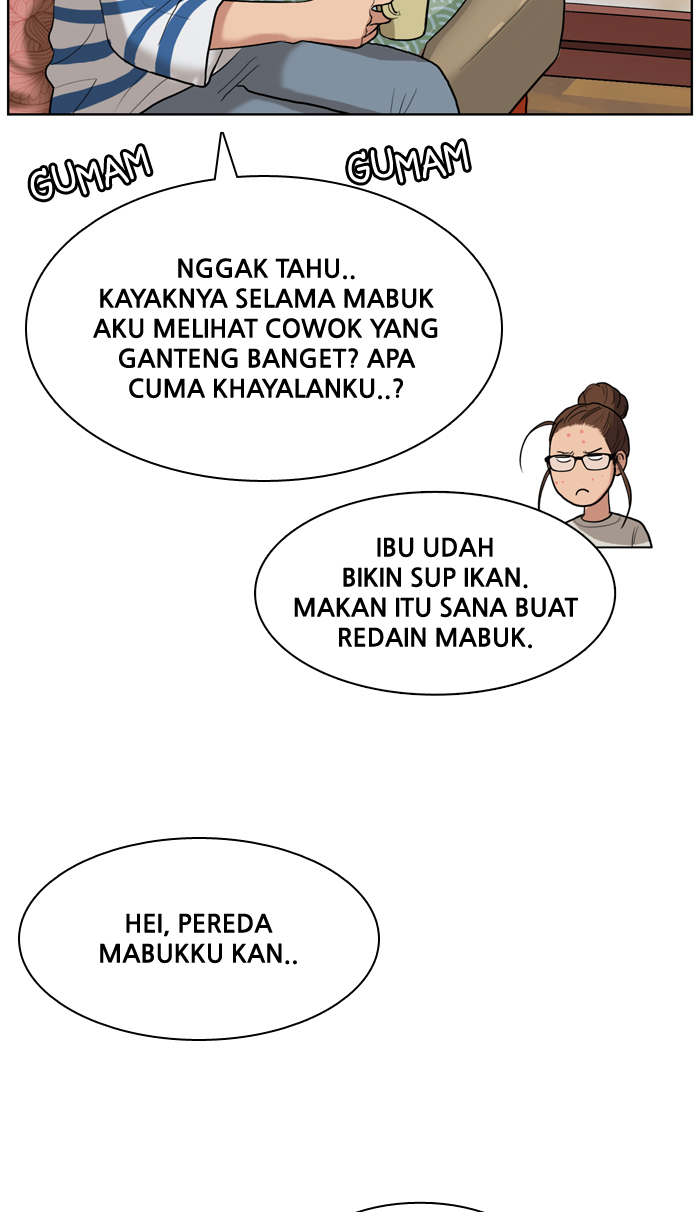 GUMAM
GUMAM
NGGAK TAHU..
KAYAKNYA SELAMA MABUK
AKU MELIHAT COWOK YANG
GANTENG BANGET? APA
CUMA KHAYALANKU..?
IBU UDAH
BIKIN SUP IKAN.
MAKAN ITU SANA BUAT
REDAIN MABUK.
HEI, PEREDA
MABUKKU KAN..